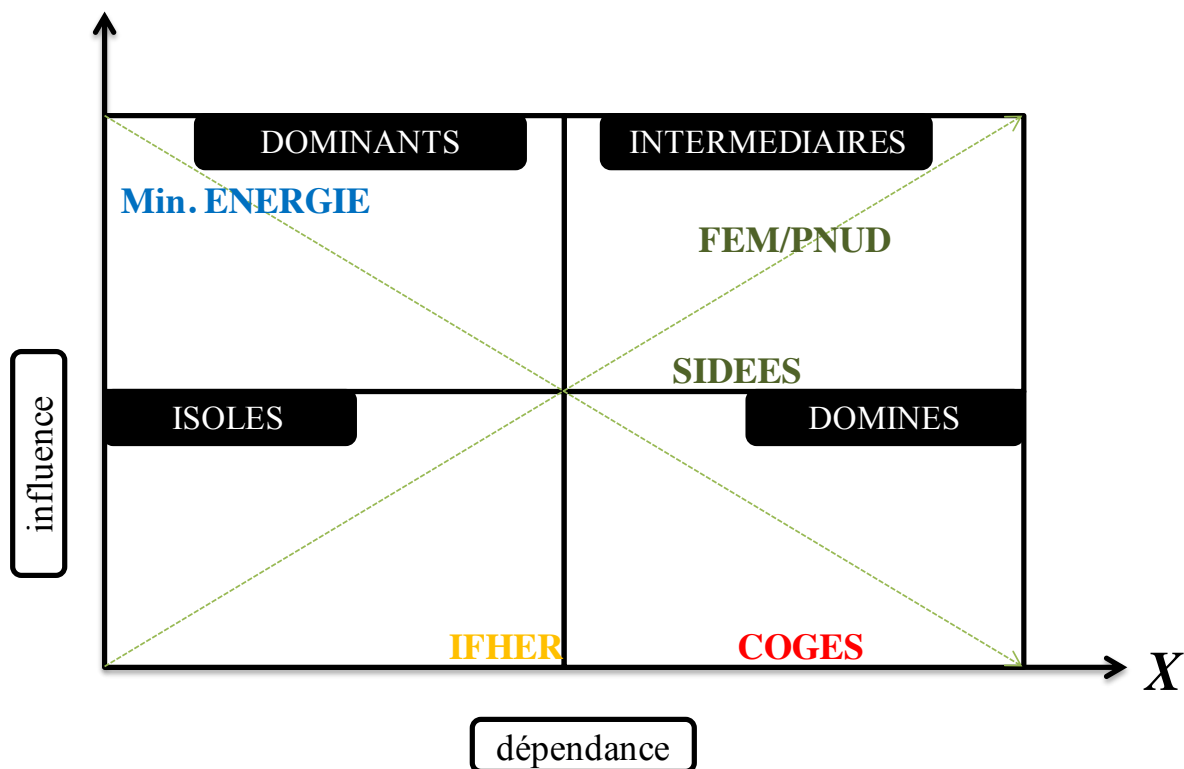 DOMINANTS
INTERMEDIAIRES
Min. ENERGIE
FEM/PNUD
SIDEES
influence
ISOLES
DOMINES
IFHER
COGES
X
dépendance